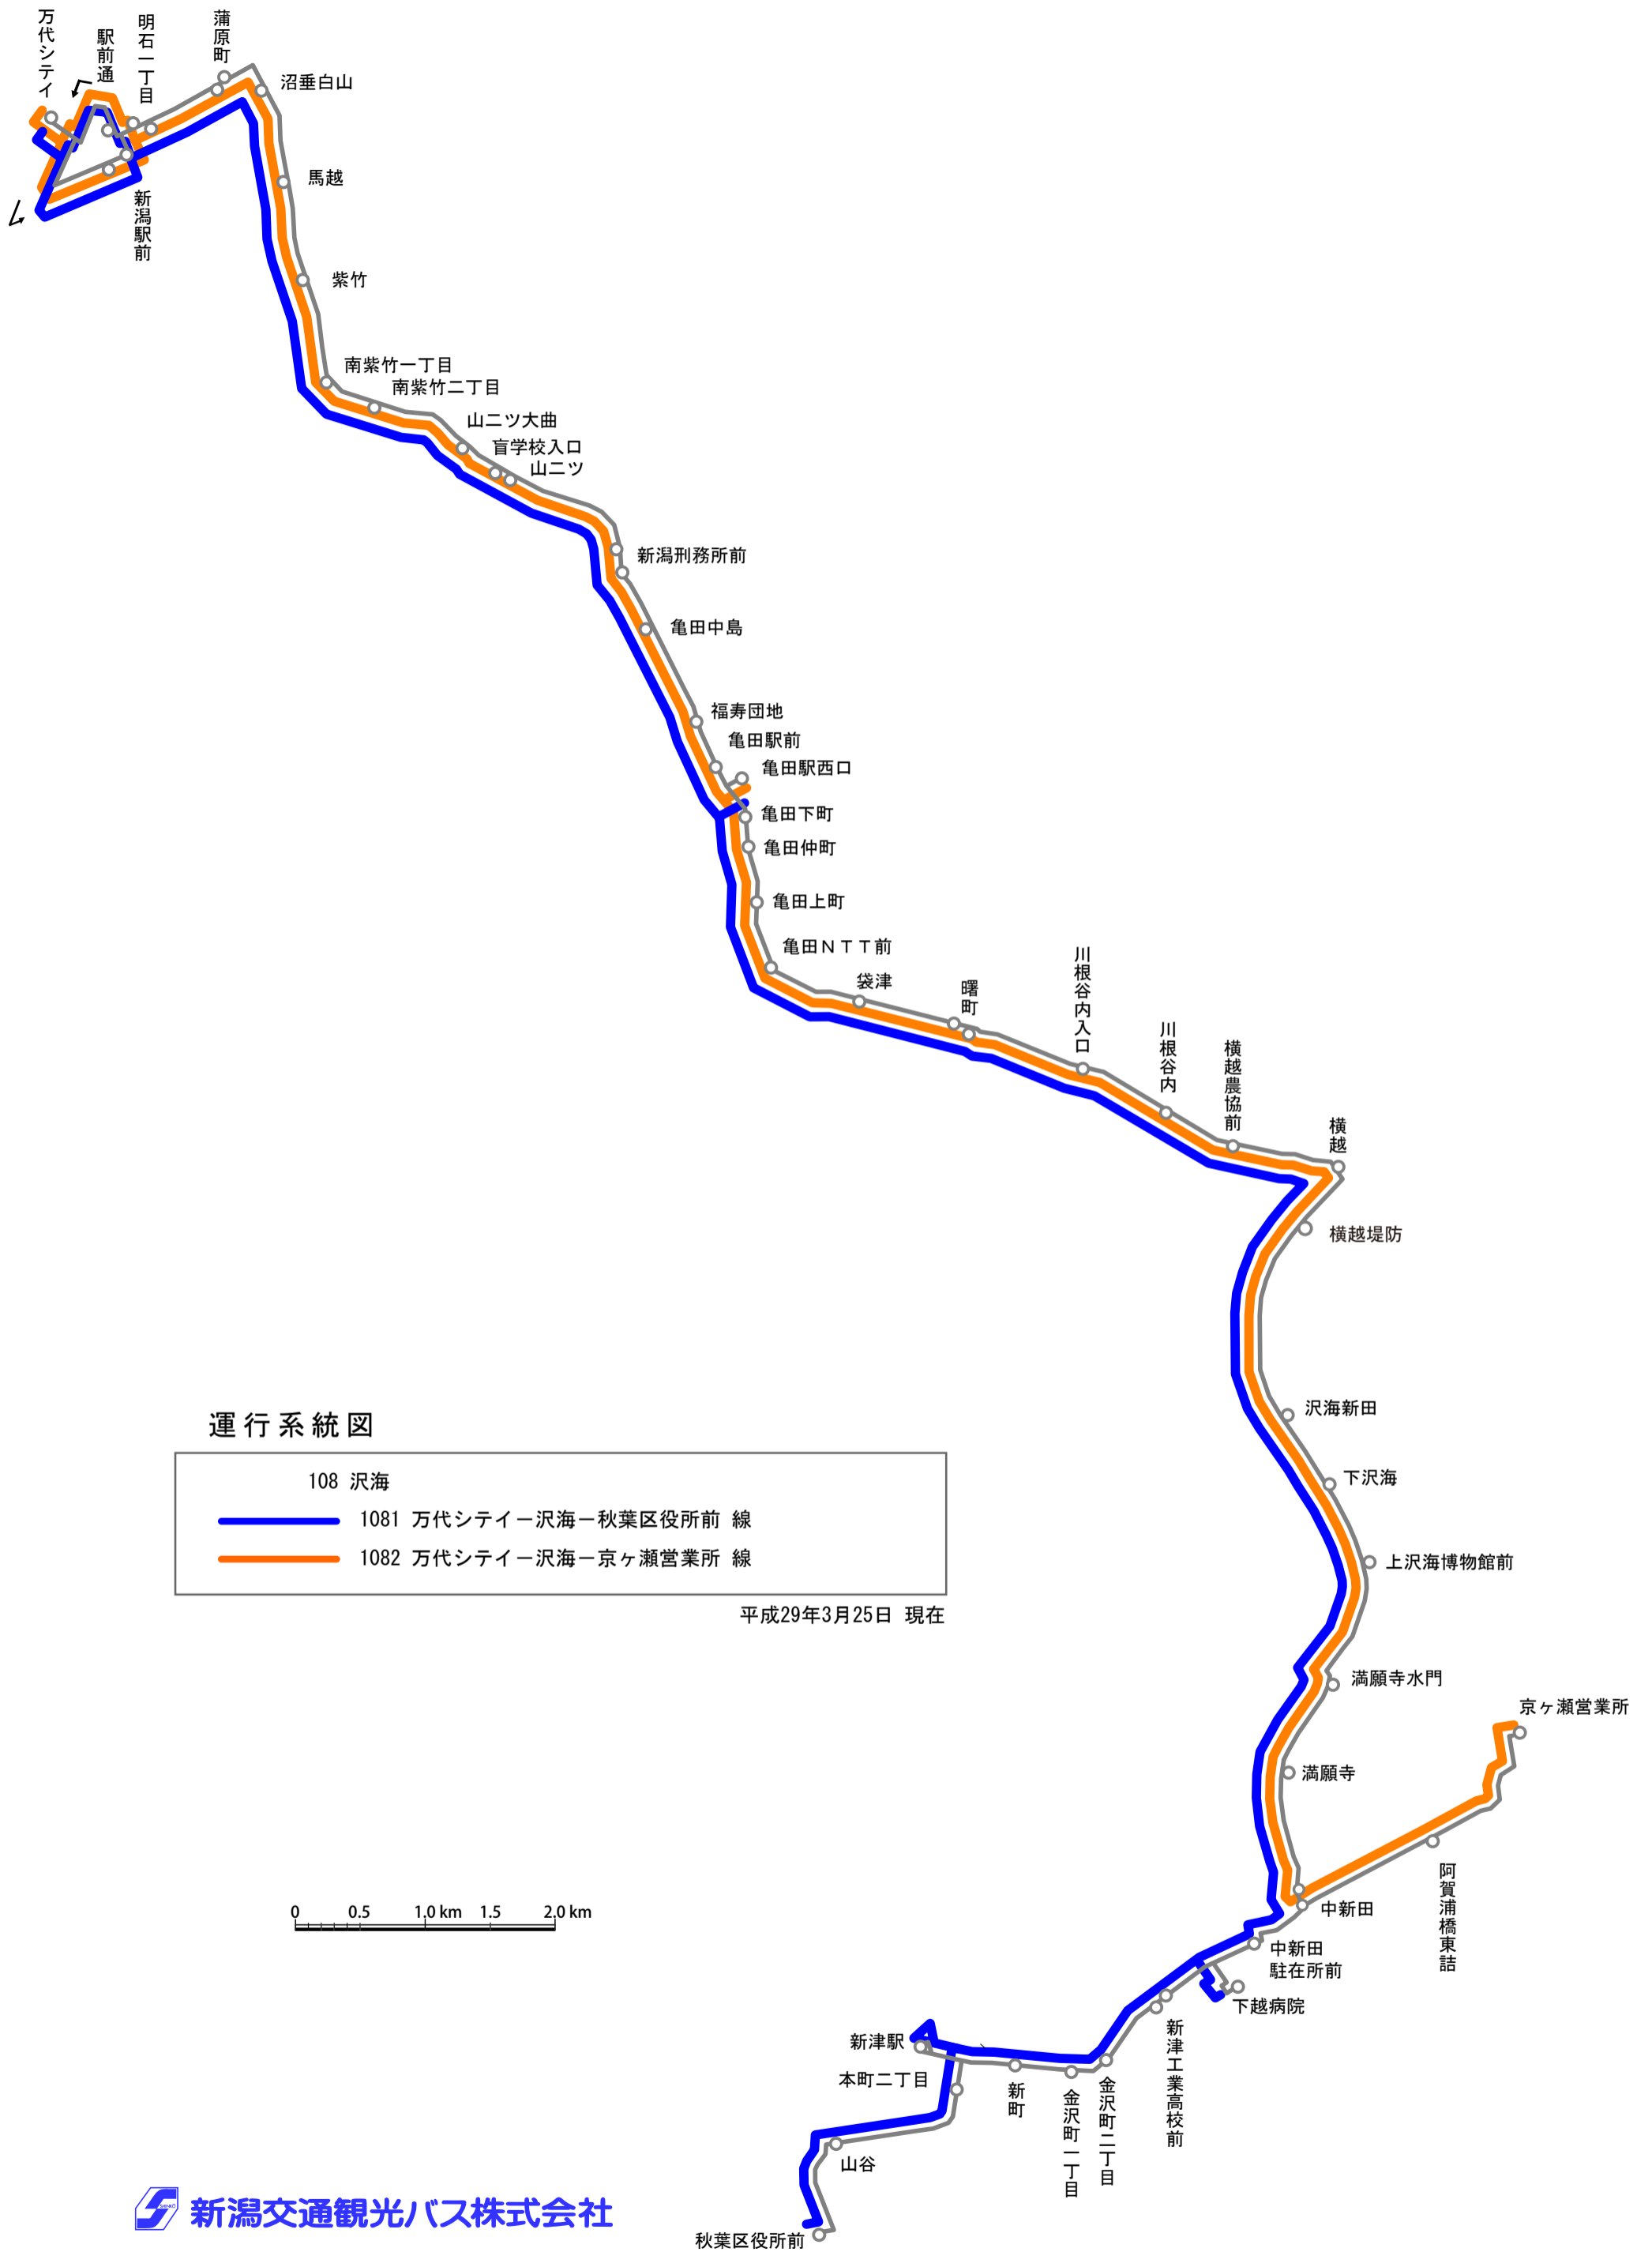 万代シテイ
駅前通
明石一丁目
蒲原町
沼垂白山
馬越
新潟駅前
紫竹
南紫竹一丁目
南紫竹二丁目
山二ツ大曲
盲学校入口
山二ツ
新潟刑務所前
亀田中島
福寿団地
亀田駅前
亀田駅西口
亀田下町
亀田仲町
亀田上町
亀田ＮＴＴ前
袋津
曙町
川根谷内入口
川根谷内
横越農協前
横越
横越堤防
沢海新田
下沢海
上沢海博物館前
満願寺水門
満願寺
京ヶ瀬営業所
阿賀浦橋東詰
中新田
中新田
駐在所前
下越病院
新津工業高校前
金沢町二丁目
金沢町一丁目
新町
新津駅
本町二丁目
山谷
秋葉区役所前
運行系統図
108 沢海
1081 万代シテイ－沢海－秋葉区役所前 線
1082 万代シテイ－沢海－京ヶ瀬営業所 線
平成29年3月25日 現在
0 0.5 1.0 km 1.5 2.0 km
新潟交通観光バス株式会社